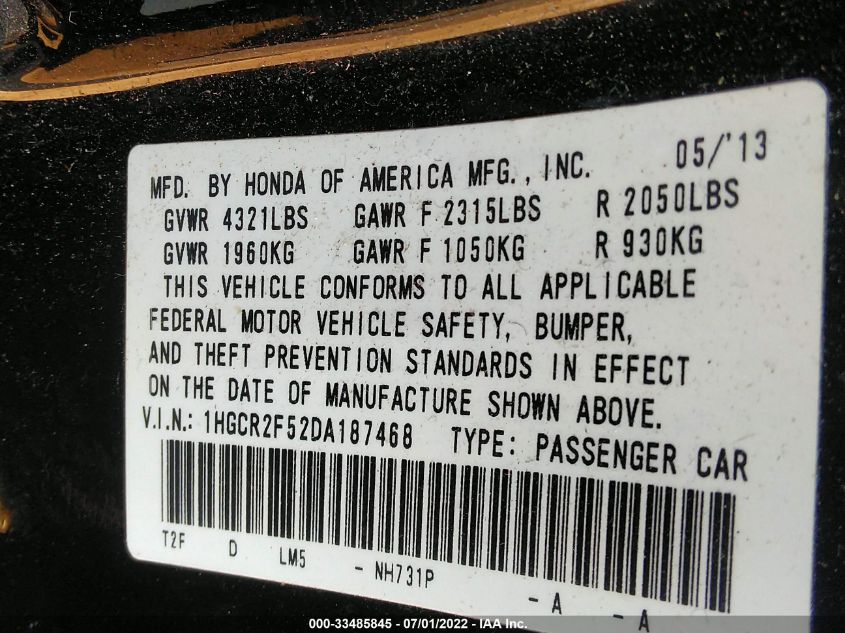 MFD. BY HONDA OF AMERICA MFG., INC. 05/'13
GVWR 4321LBS GAWR F 2315LBS R 2050LBS
GVWR 1960KG GAWR F 1050KG R 930KG
THIS VEHICLE CONFORMS TO ALL APPLICABLE
FEDERAL MOTOR VEHICLE SAFETY, BUMPER,
AND THEFT PREVENTION STANDARDS IN EFFECT
ON THE DATE OF MANUFACTURE SHOWN ABOVE.
V.I.N.: 1HGCR2F52DA187468 TYPE: PASSENGER CAR
T2F D LM5 - NH731P - A - A
000-33485845 - 07/01/2022 - IAA Inc.